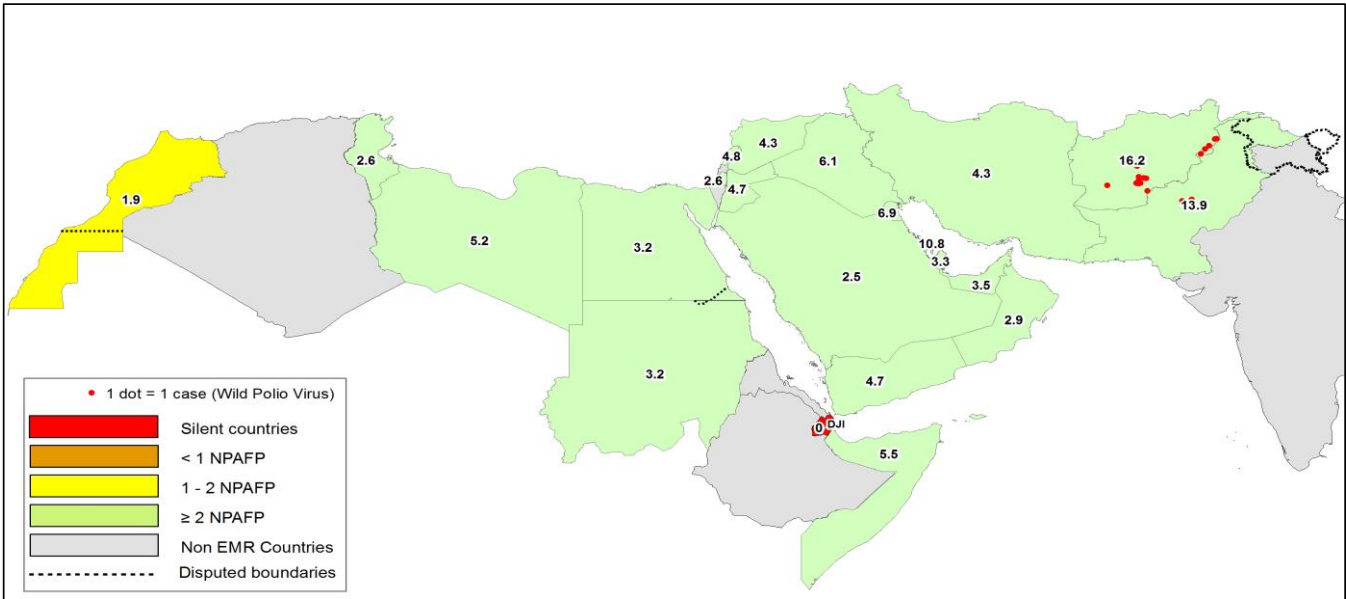 4.3
4.8
6.1
16.2
2.6
4.3
2.6
4.7
1.9
13.9
6.9
5.2
3.2
10.8
3.3
2.5
3.5
2.9
3.2
4.7
0
DJI
5.5
1 dot = 1 case (Wild Polio Virus)
Silent countries
< 1 NPAFP
1 - 2 NPAFP
≥ 2 NPAFP
Non EMR Countries
Disputed boundaries